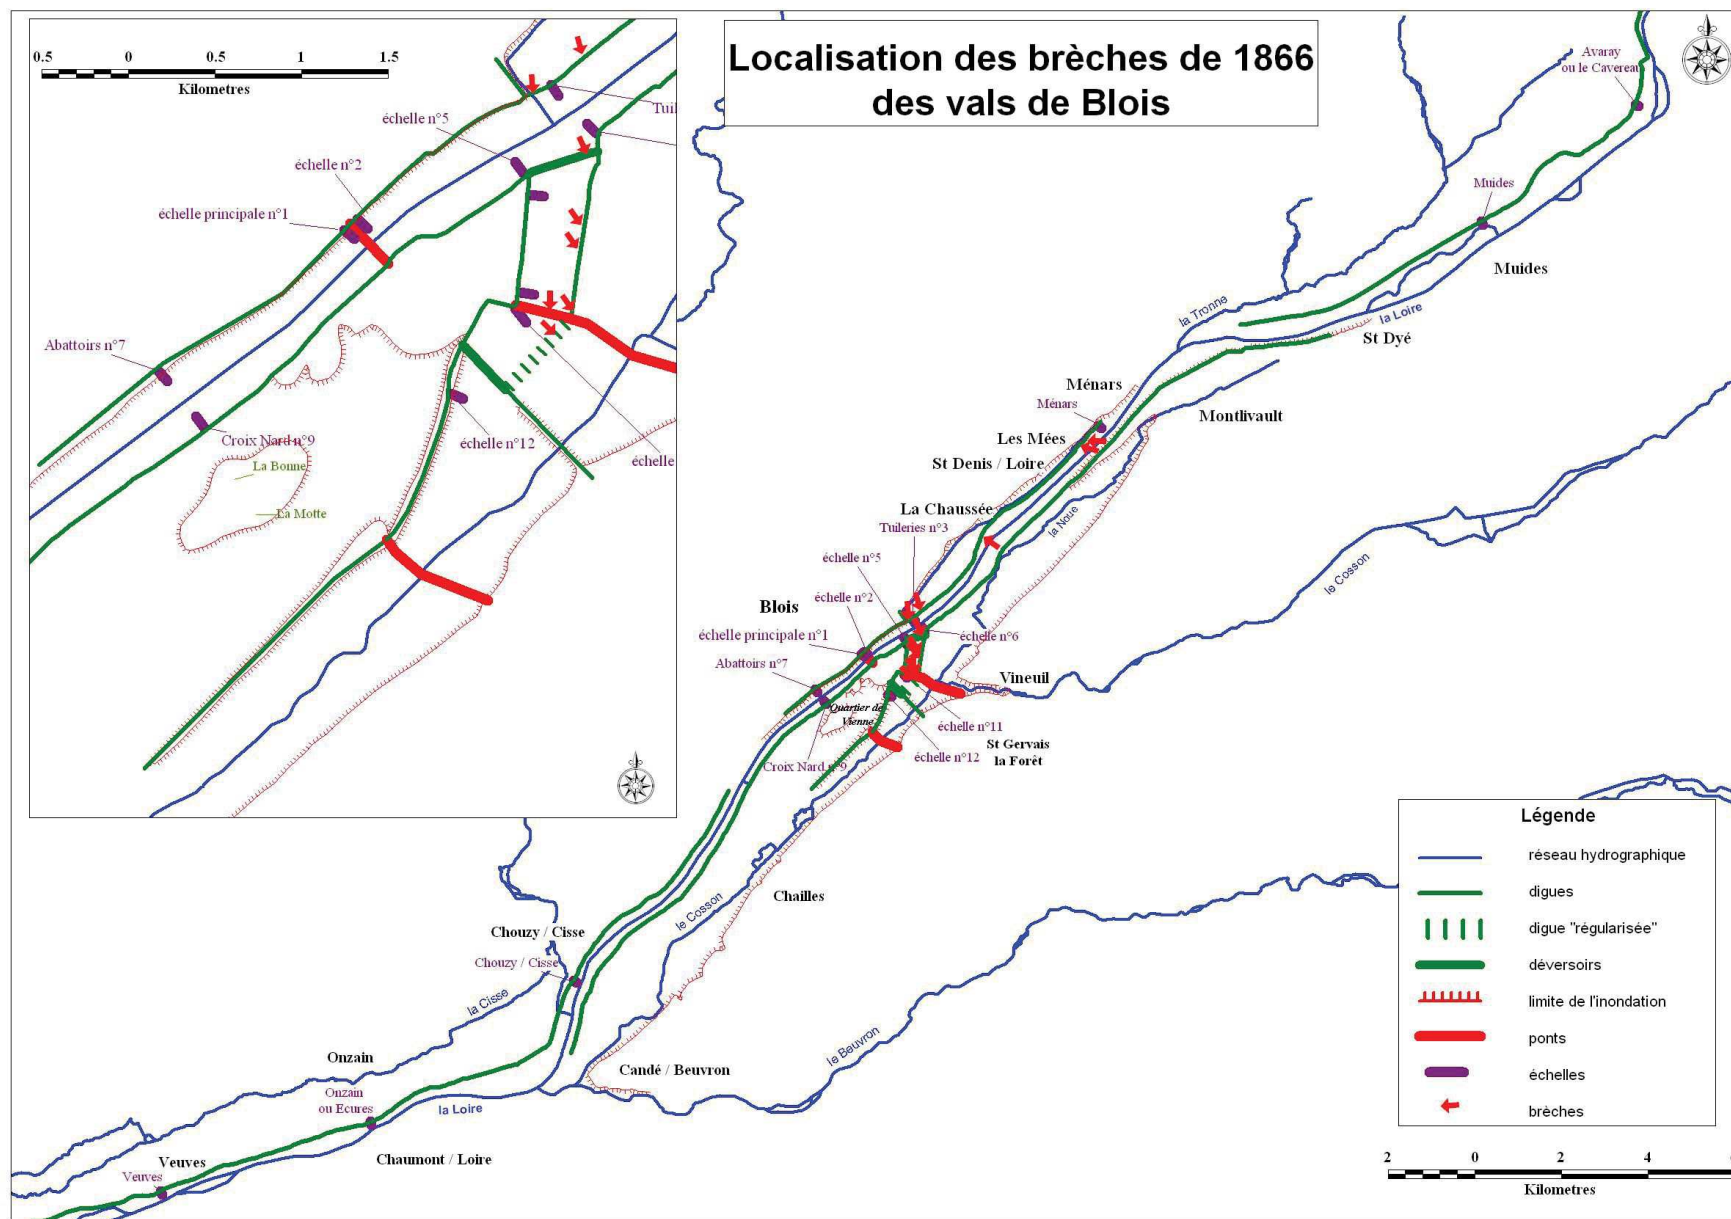 Localisation des brèches de 1866
des vals de Blois
0.5 0 0.5 1 1.5
Kilometres
échelle n°5
Tuil
échelle n°2
échelle principale n°1
Abattoirs n°7
Croix Nard n°9
échelle n°12
échelle
La Bonne
La Motte
Avaray
ou le Cavereau
Muides
Muides
la Tronne
la Loire
St Dyé
Ménars
Ménars
Montlivault
Les Mées
St Denis / Loire
La Chaussée
la Noue
Tuileries n°3
le Cosson
échelle n°5
échelle n°2
Blois
échelle principale n°1
échelle n°6
Abattoirs n°7
Vineuil
Quartier de
Vienne
échelle n°11
St Gervais
la Forêt
échelle n°12
Croix Nard n°9
Chailles
le Cosson
Chouzy / Cisse
Chouzy / Cisse
la Cisse
le Beuvron
Onzain
Candé / Beuvron
Onzain
ou Ecures
la Loire
Veuves
Chaumont / Loire
Veuves
Légende
réseau hydrographique
digues
digue "régularisée"
déversoirs
limite de l'inondation
ponts
échelles
brèches
2 0 2 4
Kilometres